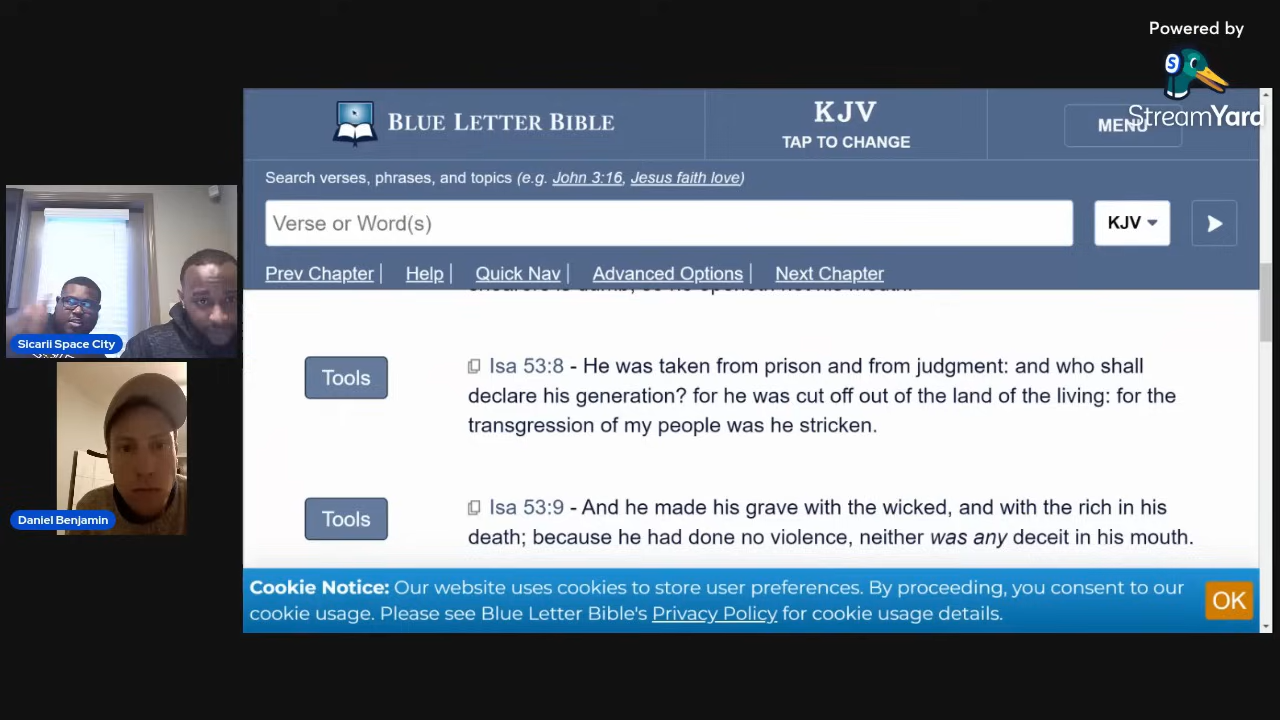 Powered by
StreamYard
BLUE LETTER BIBLE
KJV
TAP TO CHANGE
MENU
Search verses, phrases, and topics (e.g. John 3:16, Jesus faith love)
Verse or Word(s)
KJV
Prev Chapter | Help | Quick Nav | Advanced Options | Next Chapter
Tools
Isa 53:8 - He was taken from prison and from judgment: and who shall
declare his generation? for he was cut off out of the land of the living: for the
transgression of my people was he stricken.
Tools
Isa 53:9 - And he made his grave with the wicked, and with the rich in his
death; because he had done no violence, neither was any deceit in his mouth.
Cookie Notice: Our website uses cookies to store user preferences. By proceeding, you consent to our
cookie usage. Please see Blue Letter Bible's Privacy Policy for cookie usage details.
OK
Sicarii Space City
Daniel Benjamin